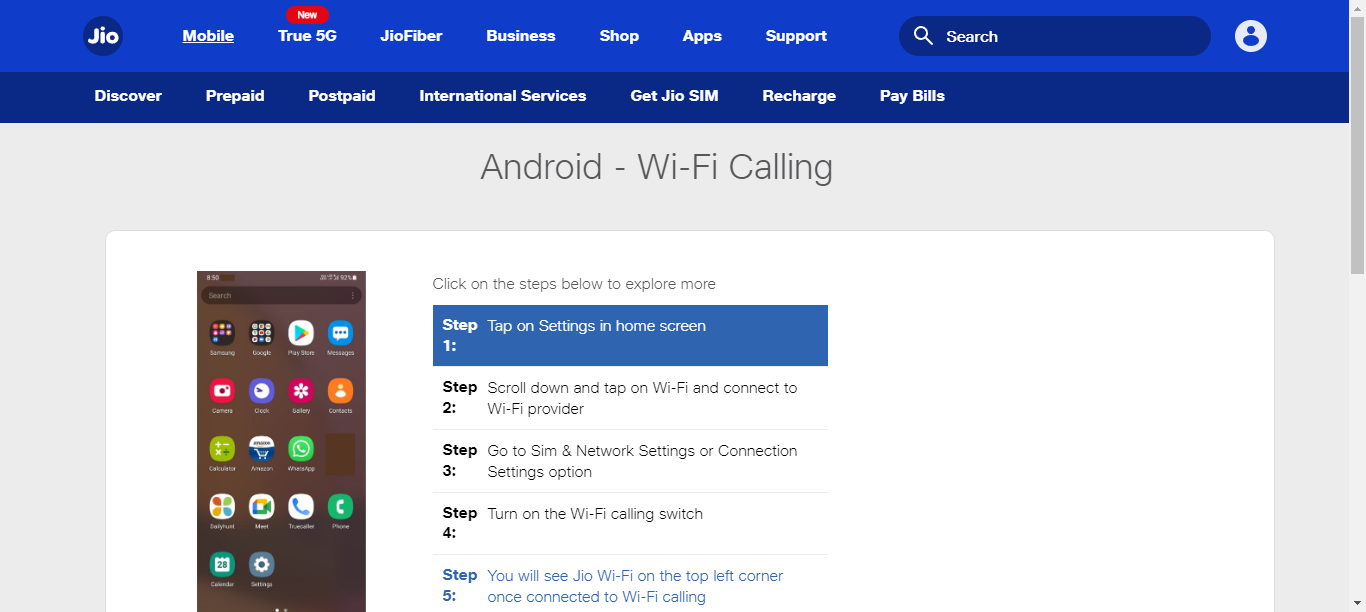 New
Jio Mobile True 5G JioFiber Business Shop Apps Support Search
Discover Prepaid Postpaid International Services Get Jio SIM Recharge Pay Bills
Android - Wi-Fi Calling
8:50 92%
Search
Samsung Google Play Store Messages
Camera Clock Gallery Contacts
Calculator Amazon WhatsApp
Dailyhunt Meet Truecaller Phone
28
Calendar Settings
Click on the steps below to explore more
Step Tap on Settings in home screen
1:
Step Scroll down and tap on Wi-Fi and connect to
2: Wi-Fi provider
Step Go to Sim & Network Settings or Connection
3: Settings option
Step Turn on the Wi-Fi calling switch
4:
Step You will see Jio Wi-Fi on the top left corner
5: once connected to Wi-Fi calling